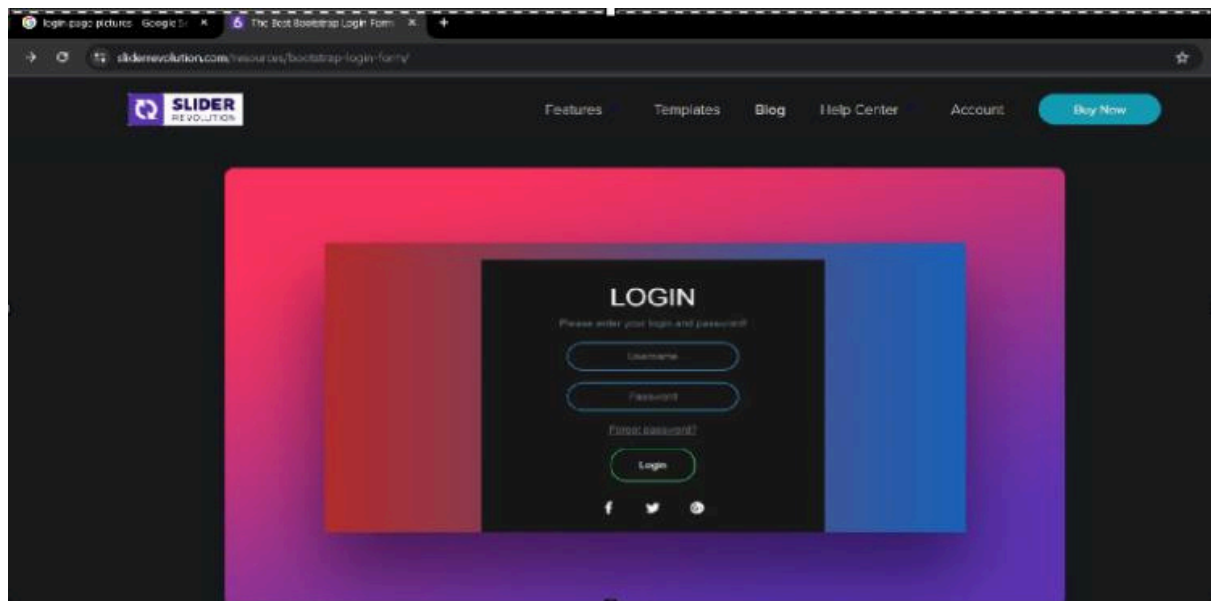 login page pictures - Google Se
The Best Bootstrap Login Form
sliderrevolution.com/resources/bootstrap-login-form/
SLIDER
REVOLUTION
Features Templates Blog Help Center Account Buy Now
LOGIN
Please enter your login and password!
Username
Password
Forgot password?
Login